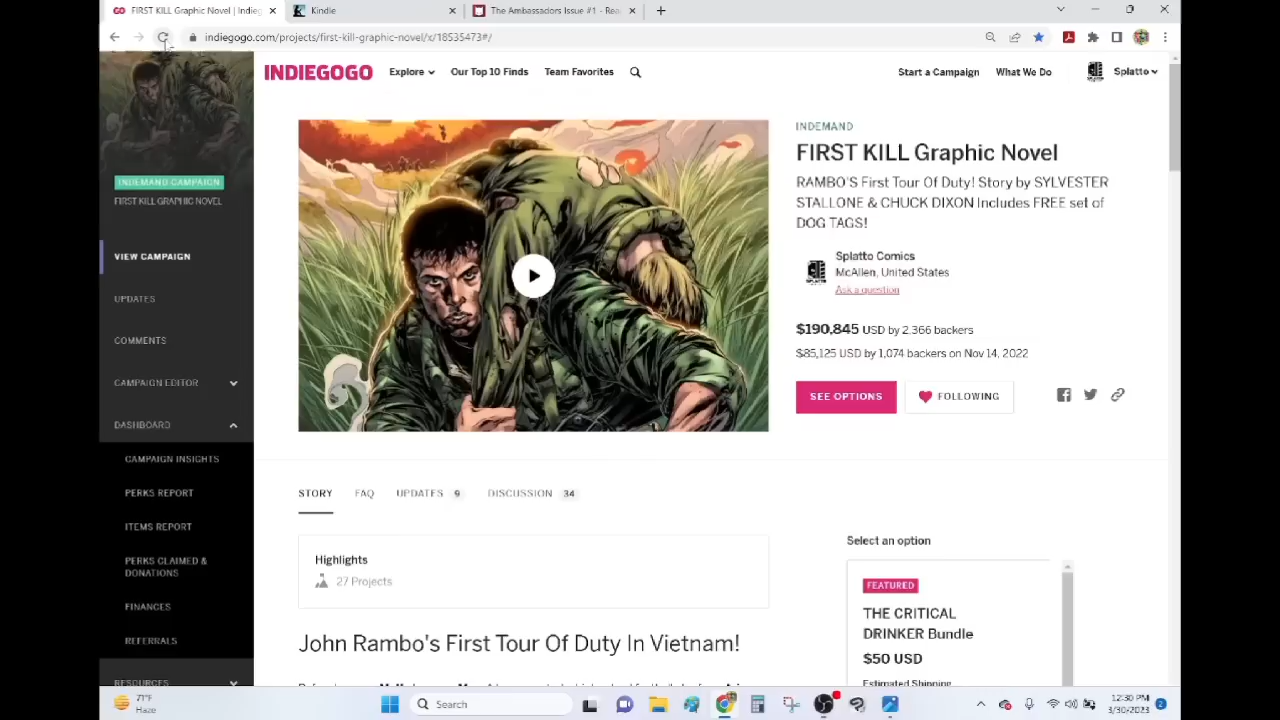 FIRST KILL Graphic Novel | Indieg
Kindle
The Ambassadors Issue #1 - Rea
indiegogo.com/projects/first-kill-graphic-novel/x/18535473#/
INDIEGOGO
Explore
Our Top 10 Finds
Team Favorites
Start a Campaign
What We Do
Splatto
INDEMAND CAMPAIGN
FIRST KILL GRAPHIC NOVEL
VIEW CAMPAIGN
UPDATES
COMMENTS
CAMPAIGN EDITOR
DASHBOARD
CAMPAIGN INSIGHTS
PERKS REPORT
ITEMS REPORT
PERKS CLAIMED &
DONATIONS
FINANCES
REFERRALS
RESOURCES
INDEMAND
FIRST KILL Graphic Novel
RAMBO'S First Tour Of Duty! Story by SYLVESTER
STALLONE & CHUCK DIXON Includes FREE set of
DOG TAGS!
Splatto Comics
McAllen, United States
Ask a question
$190,845 USD by 2,366 backers
$85,125 USD by 1,074 backers on Nov 14, 2022
SEE OPTIONS
FOLLOWING
STORY
FAQ
UPDATES 9
DISCUSSION 34
Highlights
27 Projects
John Rambo's First Tour Of Duty In Vietnam!
Select an option
FEATURED
THE CRITICAL
DRINKER Bundle
$50 USD
Estimated Shipping
71°F
Haze
Search
12:30 PM
3/30/2023
2